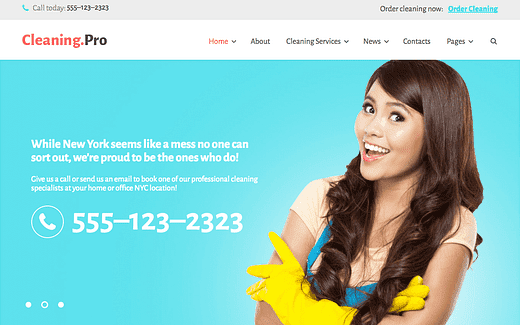 Call today: 555–123–2323
Order cleaning now: Order Cleaning
Cleaning.Pro
Home About Cleaning Services News Contacts Pages
While New York seems like a mess no one can
sort out, we're proud to be the ones who do!
Give us a call or send us an email to book one of our professional cleaning
specialists at your home or office NYC location!
555–123–2323